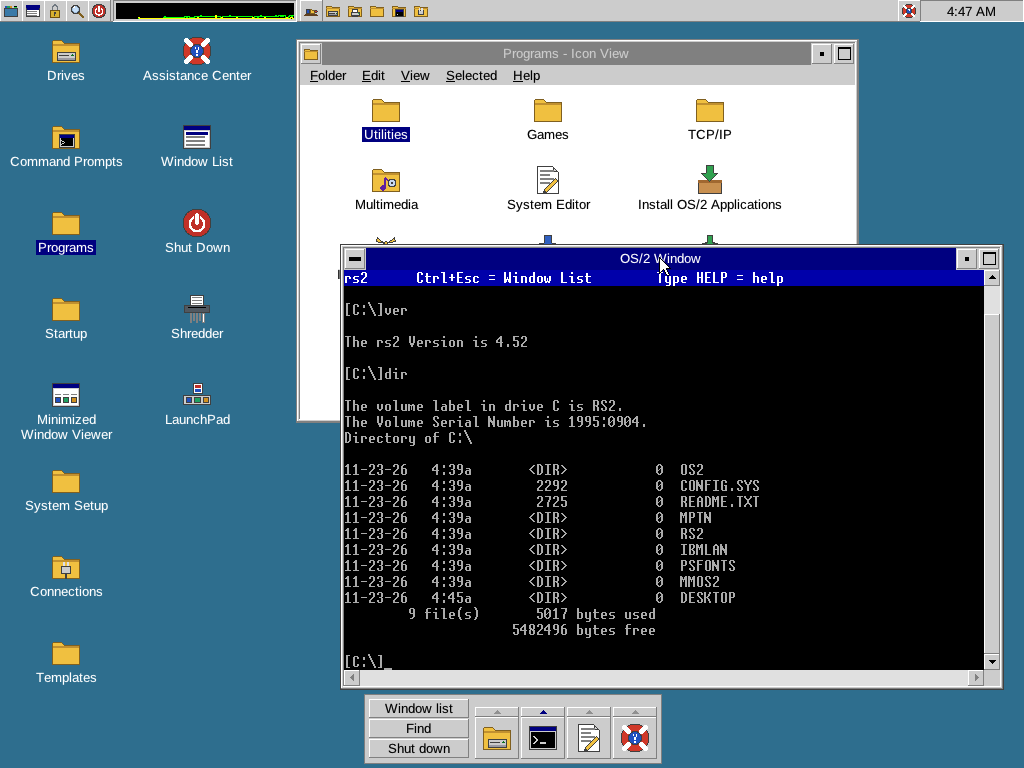 4:47 AM
Drives
Assistance Center
Command Prompts
Window List
Programs
Shut Down
Startup
Shredder
Minimized
Window Viewer
LaunchPad
System Setup
Connections
Templates
Programs - Icon View
Folder Edit View Selected Help
Utilities
Games
TCP/IP
Multimedia
System Editor
Install OS/2 Applications
OS/2 Window
rs2 Ctrl+Esc = Window List Type HELP = help
[C:\]ver
The rs2 Version is 4.52
[C:\]dir
The volume label in drive C is RS2.
The Volume Serial Number is 1995:0904.
Directory of C:\
11-23-26 4:39a <DIR> 0 OS2
11-23-26 4:39a 2292 0 CONFIG.SYS
11-23-26 4:39a 2725 0 README.TXT
11-23-26 4:39a <DIR> 0 MPTN
11-23-26 4:39a <DIR> 0 RS2
11-23-26 4:39a <DIR> 0 IBMLAN
11-23-26 4:39a <DIR> 0 PSFONTS
11-23-26 4:39a <DIR> 0 MMOS2
11-23-26 4:45a <DIR> 0 DESKTOP
9 file(s) 5017 bytes used
5482496 bytes free
[C:\]_
Window list
Find
Shut down